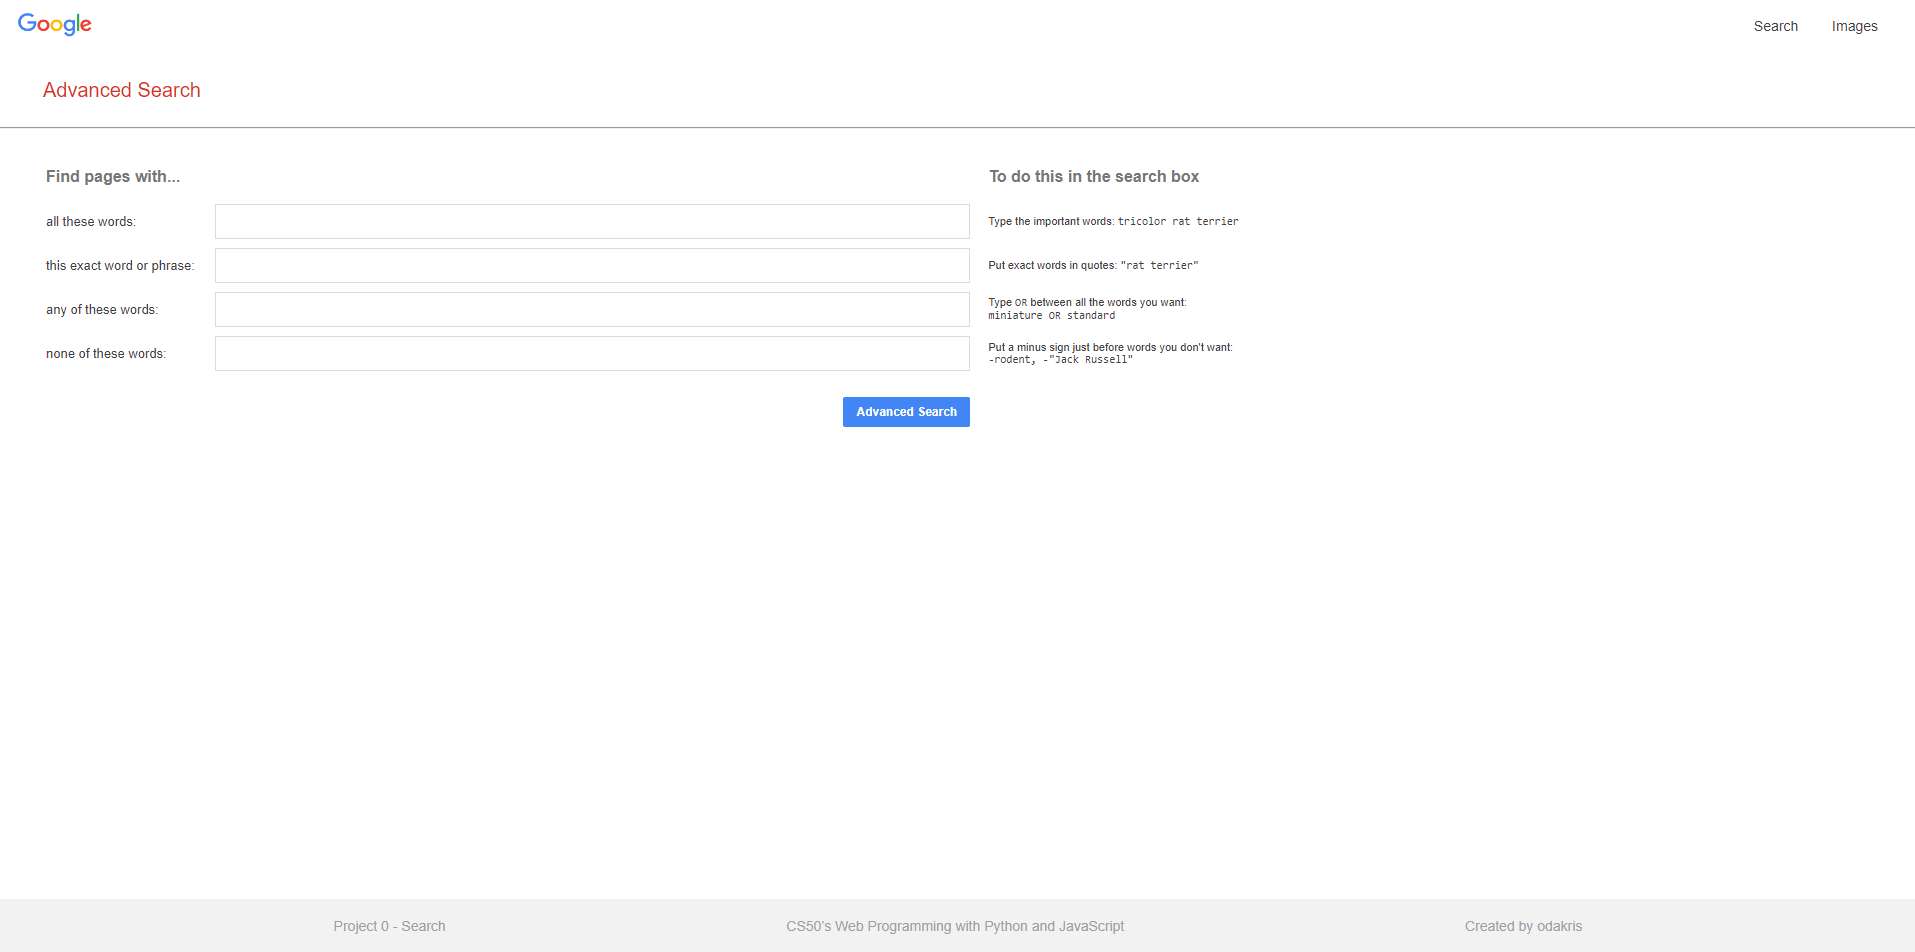 Google
Search
Images
Advanced Search
Find pages with...
To do this in the search box
all these words:
Type the important words: tricolor rat terrier
this exact word or phrase:
Put exact words in quotes: "rat terrier"
any of these words:
Type OR between all the words you want:
miniature OR standard
none of these words:
Put a minus sign just before words you don't want:
-rodent, -"Jack Russell"
Advanced Search
Project 0 - Search
CS50's Web Programming with Python and JavaScript
Created by odakris